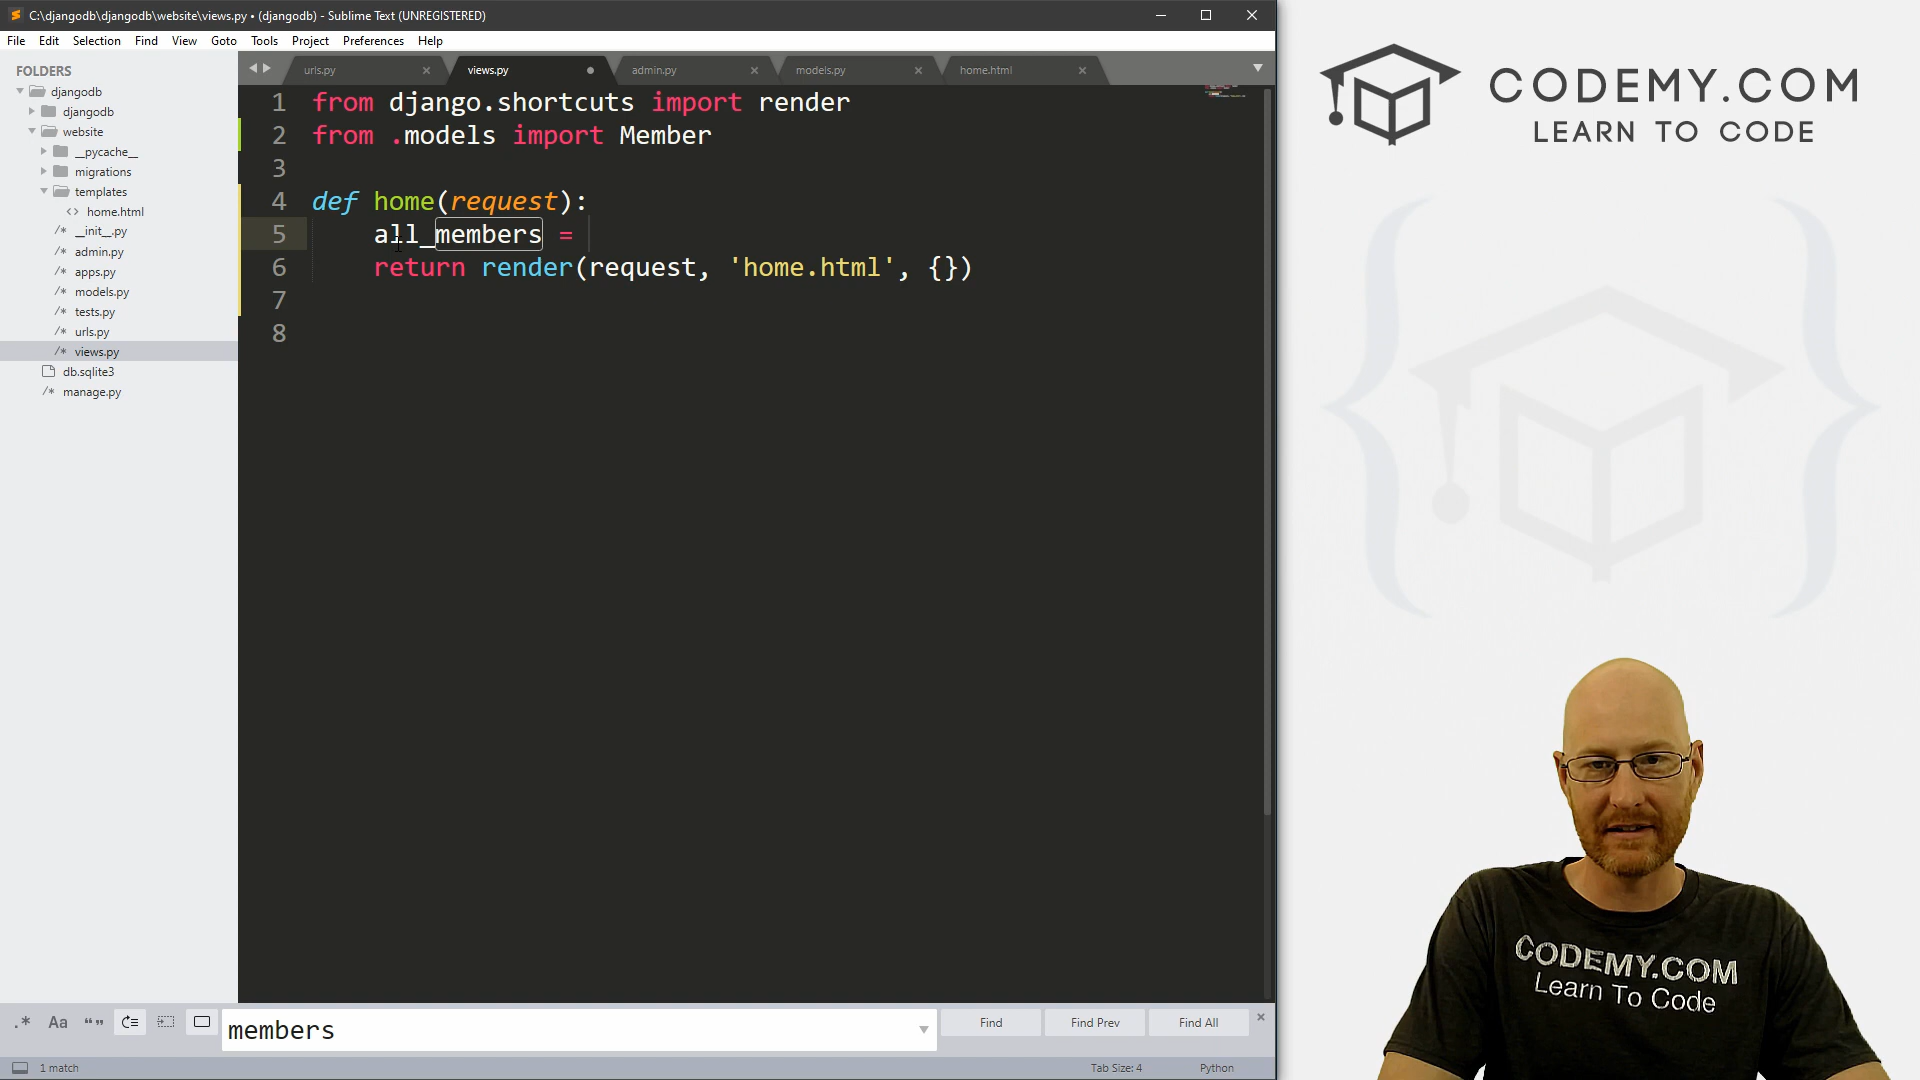 C:\djangodb\djangodb\website\views.py • (djangodb) - Sublime Text (UNREGISTERED)
File Edit Selection Find View Goto Tools Project Preferences Help
FOLDERS
djangodb
djangodb
website
__pycache__
migrations
templates
home.html
__init__.py
admin.py
apps.py
models.py
tests.py
urls.py
views.py
db.sqlite3
manage.py
urls.py views.py admin.py models.py home.html
1 from django.shortcuts import render
2 from .models import Member
3
4 def home(request):
5 all_members =
6 return render(request, 'home.html', {})
7
8
members
Find Find Prev Find All
1 match
Tab Size: 4 Python
CODEMY.COM
LEARN TO CODE
CODEMY.COM
Learn To Code